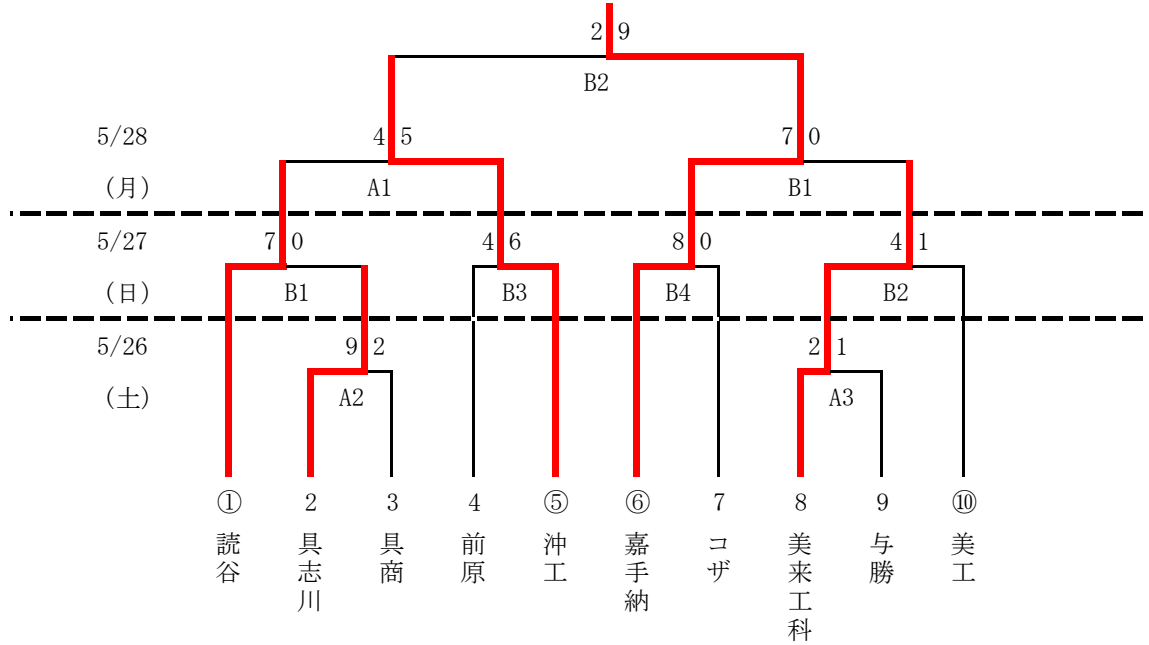 2 9
B2
5/28 4 5 7 0
(月) A1 B1
5/27 7 0 4 6 8 0 4 1
(日) B1 B3 B4 B2
5/26 9 2 2 1
(土) A2 A3
① 2 3 4 ⑤ ⑥ 7 8 9 ⑩
読谷
具志川
具商
前原
沖工
嘉手納
コザ
美来工科
与勝
美工